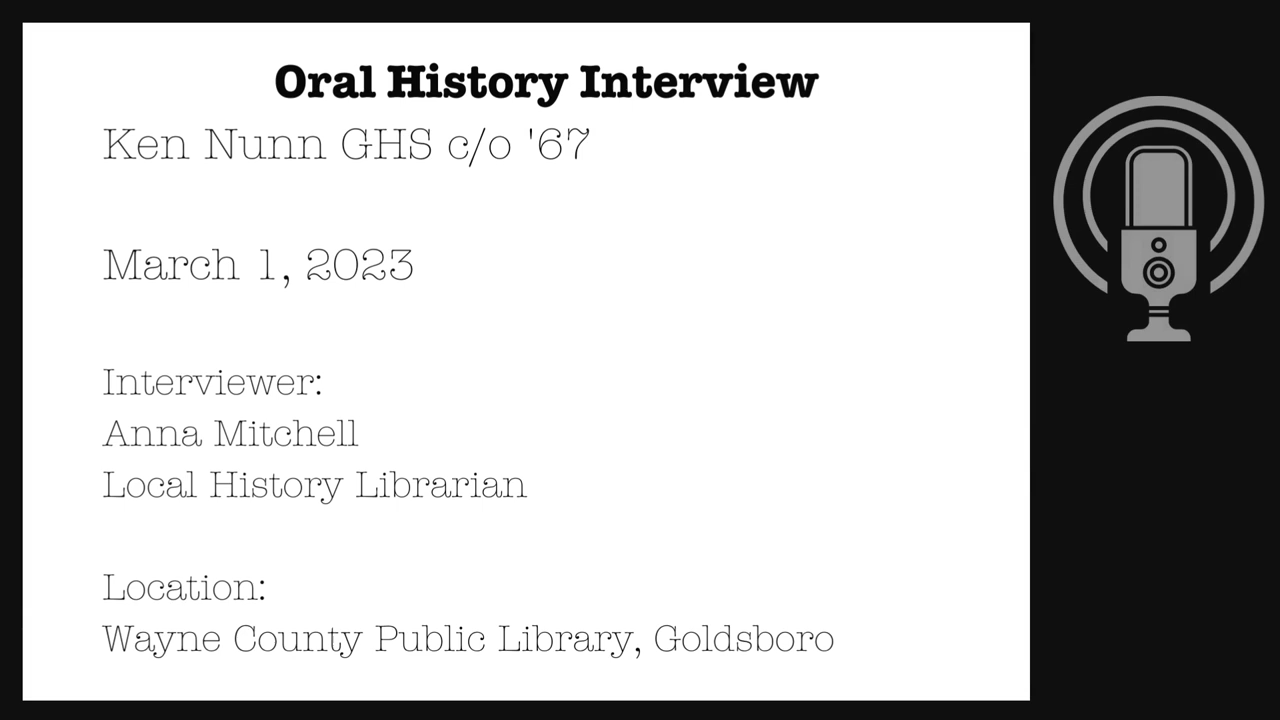 Oral History Interview
Ken Nunn GHS c/o '67
March 1, 2023
Interviewer:
Anna Mitchell
Local History Librarian
Location:
Wayne County Public Library, Goldsboro